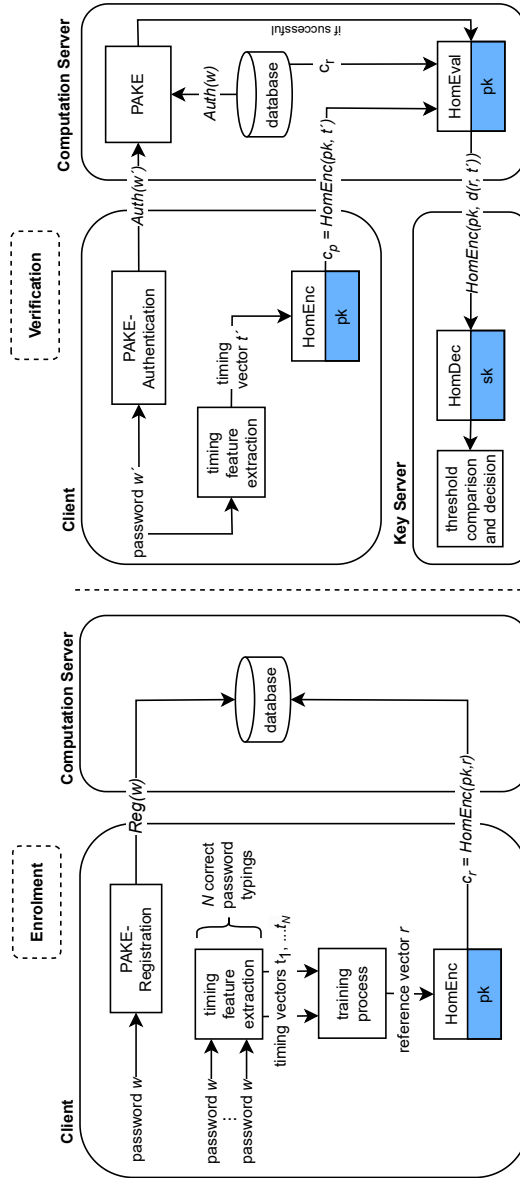 Enrolment
Client
password w
PAKE-
Registration
Reg(w)
password w
...
password w
timing
feature
extraction
N correct
password
typings
timing vectors t1, ...tN
training
process
reference vector r
HomEnc
pk
cr = HomEnc(pk,r)
Computation Server
database
Verification
Client
password w´
PAKE-
Authentication
Auth(w´)
timing
feature
extraction
timing
vector t´
HomEnc
pk
cp = HomEnc(pk, t')
Computation Server
PAKE
Auth(w)
database
cr
if successful
HomEval
pk
HomEnc(pk, d(r, t'))
Key Server
HomDec
sk
threshold
comparison
and decision